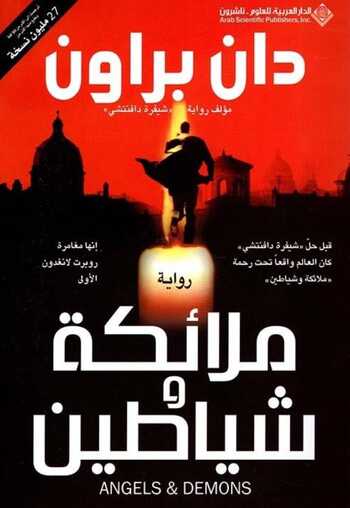 الدار العربية للعلوم ـ ناشرون
Arab Scientific Publishers, Inc.
27 مليون نسخة
دان براون
مؤلف رواية «شيفرة دافنتشي»
قبل حلّ «شيفرة دافنتشي»
كان العالم واقعاً تحت رحمة
«ملائكة وشياطين»
إنها مغامرة
روبرت لانغدون
الأولى
رواية
ملائكة
و
شياطين
ANGELS & DEMONS